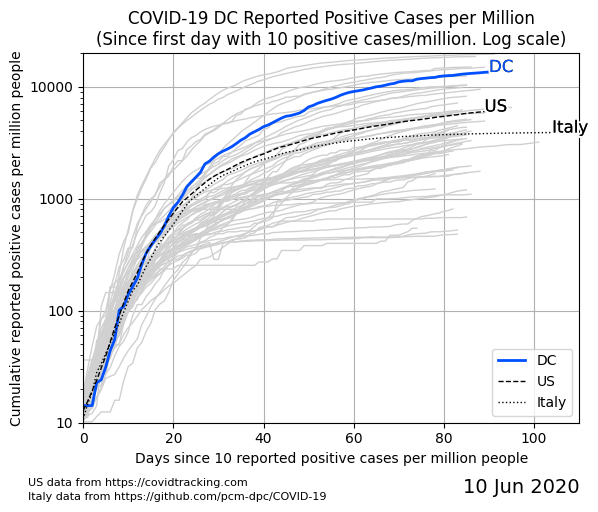 COVID-19 DC Reported Positive Cases per Million
(Since first day with 10 positive cases/million. Log scale)
Cumulative reported positive cases per million people
10000
1000
100
10
DC
US
Italy
DC
US
Italy
0
20
40
60
80
100
Days since 10 reported positive cases per million people
US data from https://covidtracking.com
Italy data from https://github.com/pcm-dpc/COVID-19
10 Jun 2020